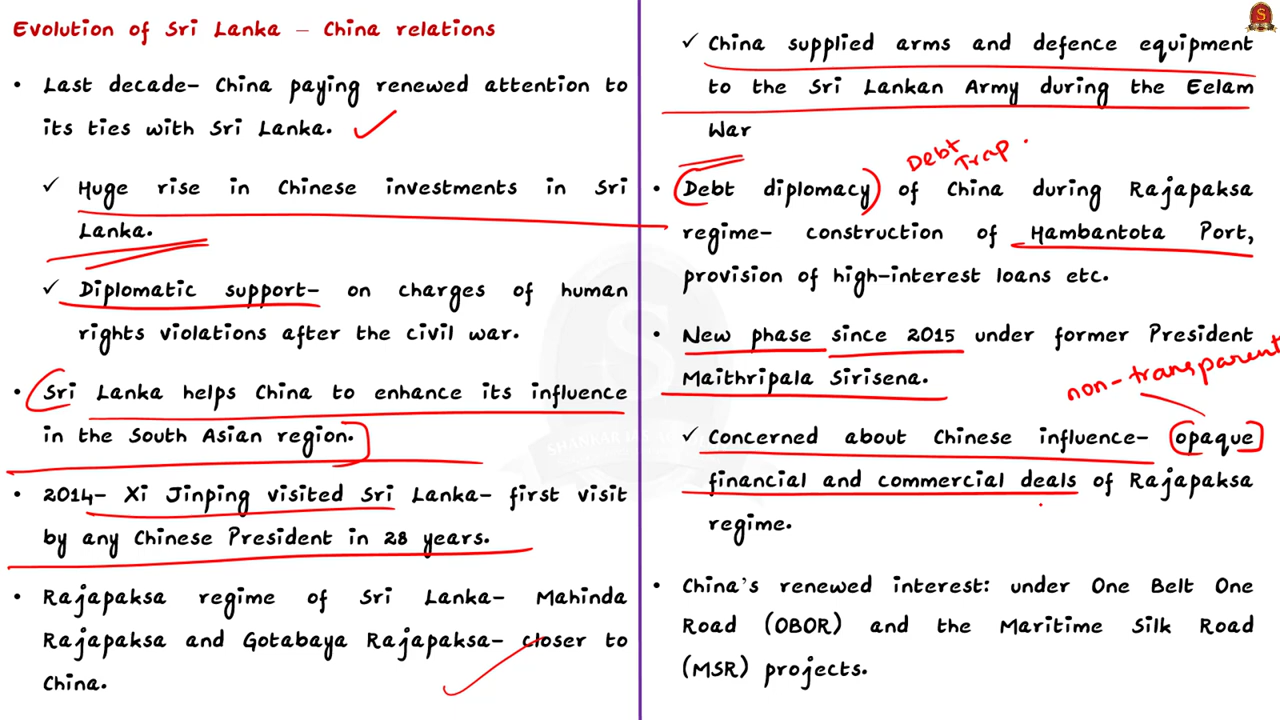 Evolution of Sri Lanka – China relations
• Last decade- China paying renewed attention to
its ties with Sri Lanka.
✓ Huge rise in Chinese investments in Sri
Lanka.
✓ Diplomatic support- on charges of human
rights violations after the civil war.
• Sri Lanka helps China to enhance its influence
in the South Asian region.
• 2014- Xi Jinping visited Sri Lanka- first visit
by any Chinese President in 28 years.
• Rajapaksa regime of Sri Lanka- Mahinda
Rajapaksa and Gotabaya Rajapaksa- closer to
China.
✓ China supplied arms and defence equipment
to the Sri Lankan Army during the Eelam
War
Debt
Trap
• Debt diplomacy of China during Rajapaksa
regime- construction of Hambantota Port,
provision of high-interest loans etc.
• New phase since 2015 under former President
Maithripala Sirisena.
non-transparent
✓ Concerned about Chinese influence- opaque
financial and commercial deals of Rajapaksa
regime.
• China's renewed interest: under One Belt One
Road (OBOR) and the Maritime Silk Road
(MSR) projects.